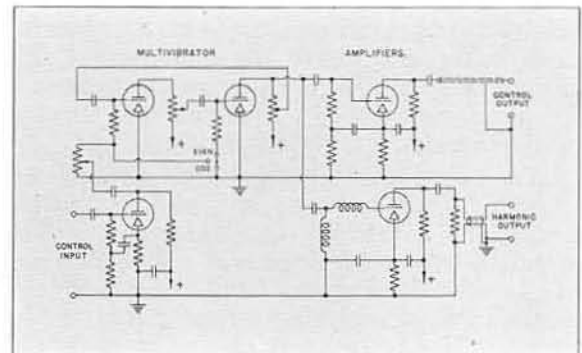 MULTIVIBRATOR
AMPLIFIERS.
CONTROL
OUTPUT
EVEN
ODD
CONTROL
INPUT
HARMONIC
OUTPUT
+
+
+
+
+